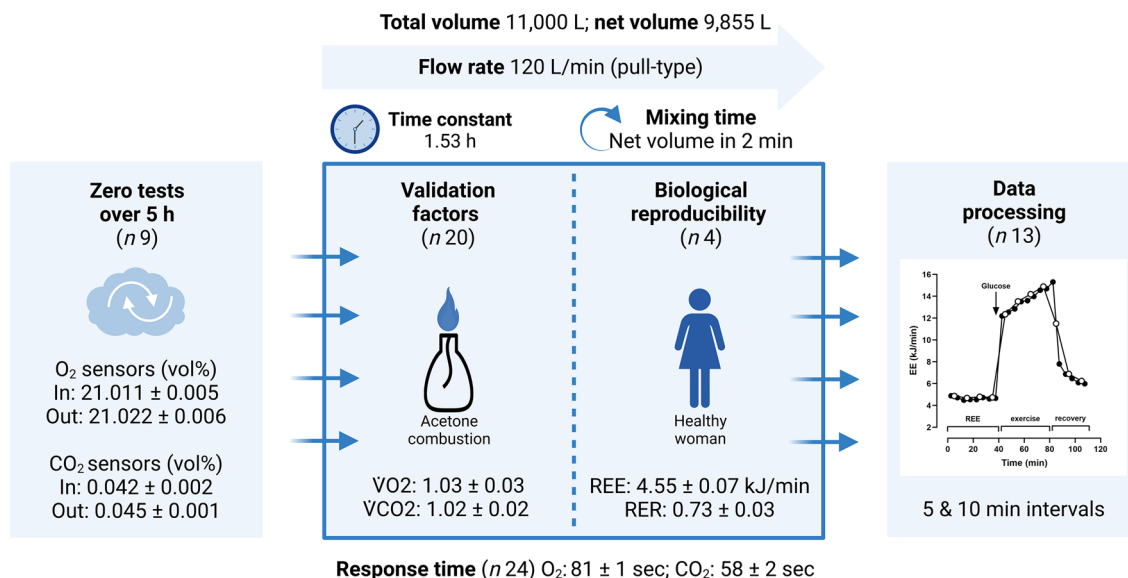 Total volume 11,000 L; net volume 9,855 L
Flow rate 120 L/min (pull-type)
Time constant
1.53 h
Mixing time
Net volume in 2 min
Zero tests
over 5 h
(n 9)
O₂ sensors (vol%)
In: 21.011 ± 0.005
Out: 21.022 ± 0.006
CO₂ sensors (vol%)
In: 0.042 ± 0.002
Out: 0.045 ± 0.001
Validation
factors
(n 20)
Acetone
combustion
V̇O2: 1.03 ± 0.03
V̇CO2: 1.02 ± 0.02
Biological
reproducibility
(n 4)
Healthy
woman
REE: 4.55 ± 0.07 kJ/min
RER: 0.73 ± 0.03
Data
processing
(n 13)
16
14
12
10
8
6
4
2
EE (kJ/min)
Glucose
REE exercise recovery
0 20 40 60 80 100 120
Time (min)
5 & 10 min intervals
Response time (n 24) O₂: 81 ± 1 sec; CO₂: 58 ± 2 sec